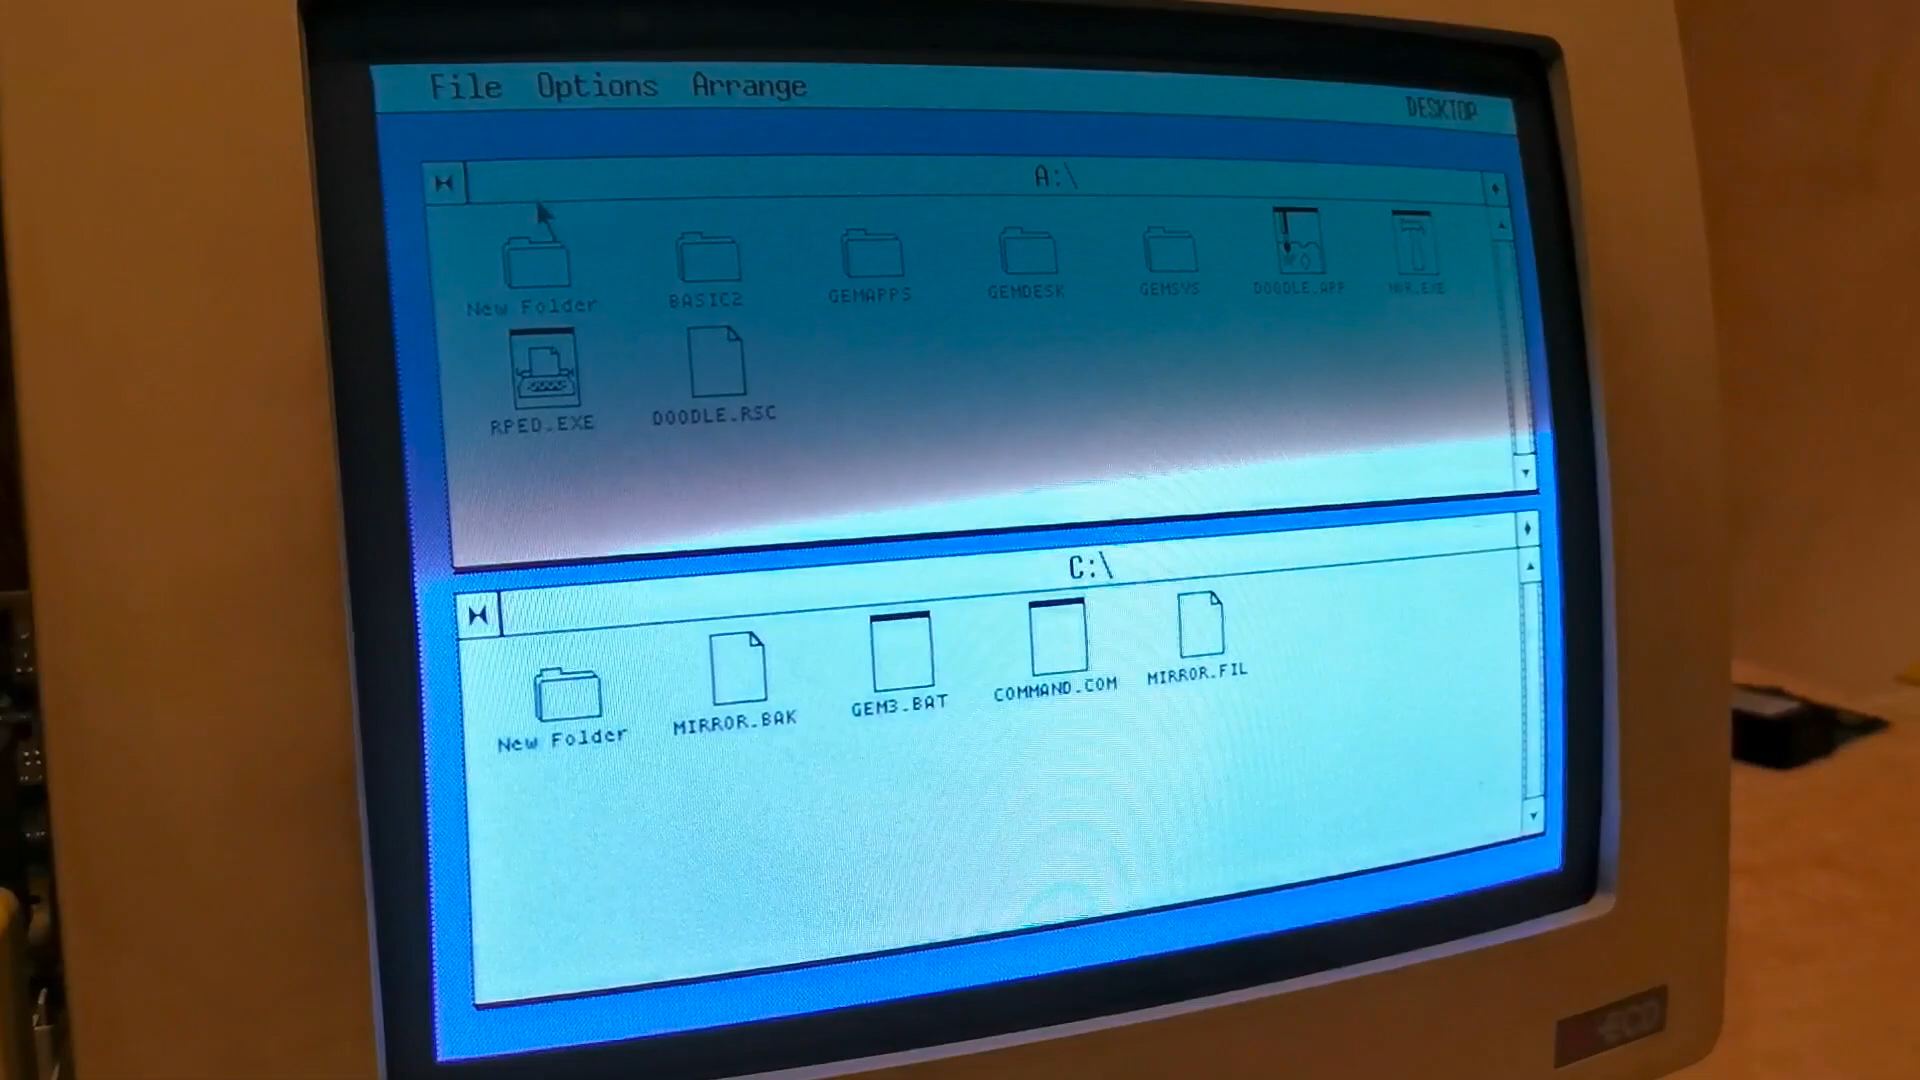 File Options Arrange
DESKTOP
A:\
New Folder BASIC2 GEMAPPS GEMDESK GEMSYS DOODLE.APP
RPED.EXE DOODLE.RSC
C:\
New Folder MIRROR.BAK GEM3.BAT COMMAND.COM MIRROR.FIL
ECD